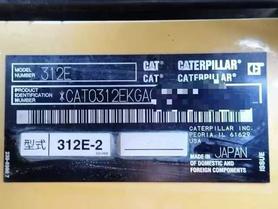 MODEL NUMBER 312E CAT CATERPILLAR
CAT CATERPILLAR
PRODUCT IDENTIFICATION NUMBER *CAT0312EKGA
型式 312E-2
CATERPILLAR INC.
PEORIA IL 61629
USA
MADE IN JAPAN
OF DOMESTIC AND
FOREIGN COMPONENTS